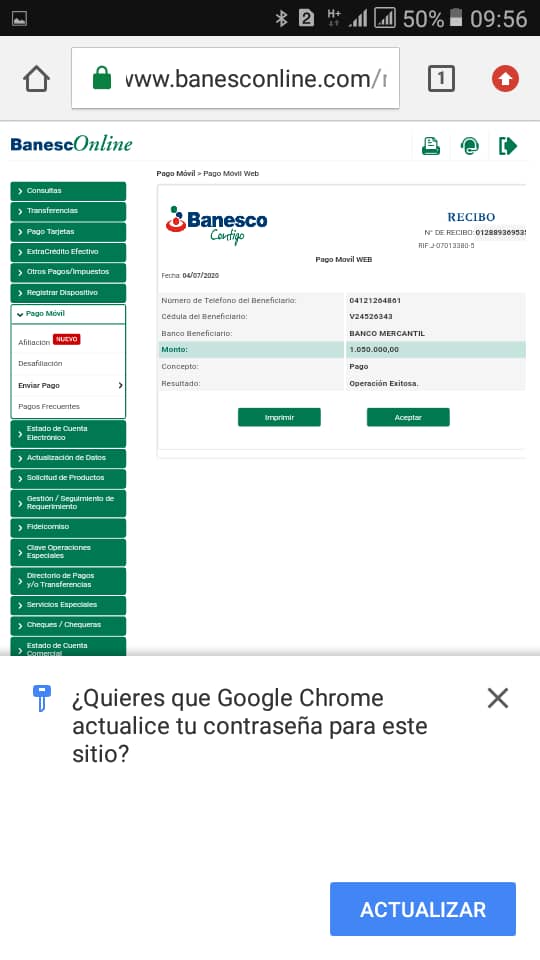 2 H+ 50% 09:56
www.banesconline.com/
1
BanescOnline
Pago Móvil > Pago Móvil Web
Consultas
Transferencias
Pago Tarjetas
ExtraCrédito Efectivo
Otros Pagos/Impuestos
Registrar Dispositivo
Pago Móvil
Afiliación NUEVO
Desafiliación
Enviar Pago
Pagos Frecuentes
Estado de Cuenta
Electrónico
Actualización de Datos
Solicitud de Productos
Gestión / Seguimiento de
Requerimiento
Fideicomiso
Clave Operaciones
Especiales
Directorio de Pagos
y/o Transferencias
Servicios Especiales
Cheques / Chequeras
Estado de Cuenta
Comercial
Banesco
Contigo
RECIBO
N° DE RECIBO: 012889369535
RIF:J-07013380-5
Pago Movil WEB
Fecha: 04/07/2020
Número de Teléfono del Beneficiario: 04121264861
Cédula del Beneficiario: V24526343
Banco Beneficiario: BANCO MERCANTIL
Monto: 1.050.000,00
Concepto: Pago
Resultado: Operación Exitosa.
Imprimir Aceptar
¿Quieres que Google Chrome
actualice tu contraseña para este
sitio?
ACTUALIZAR